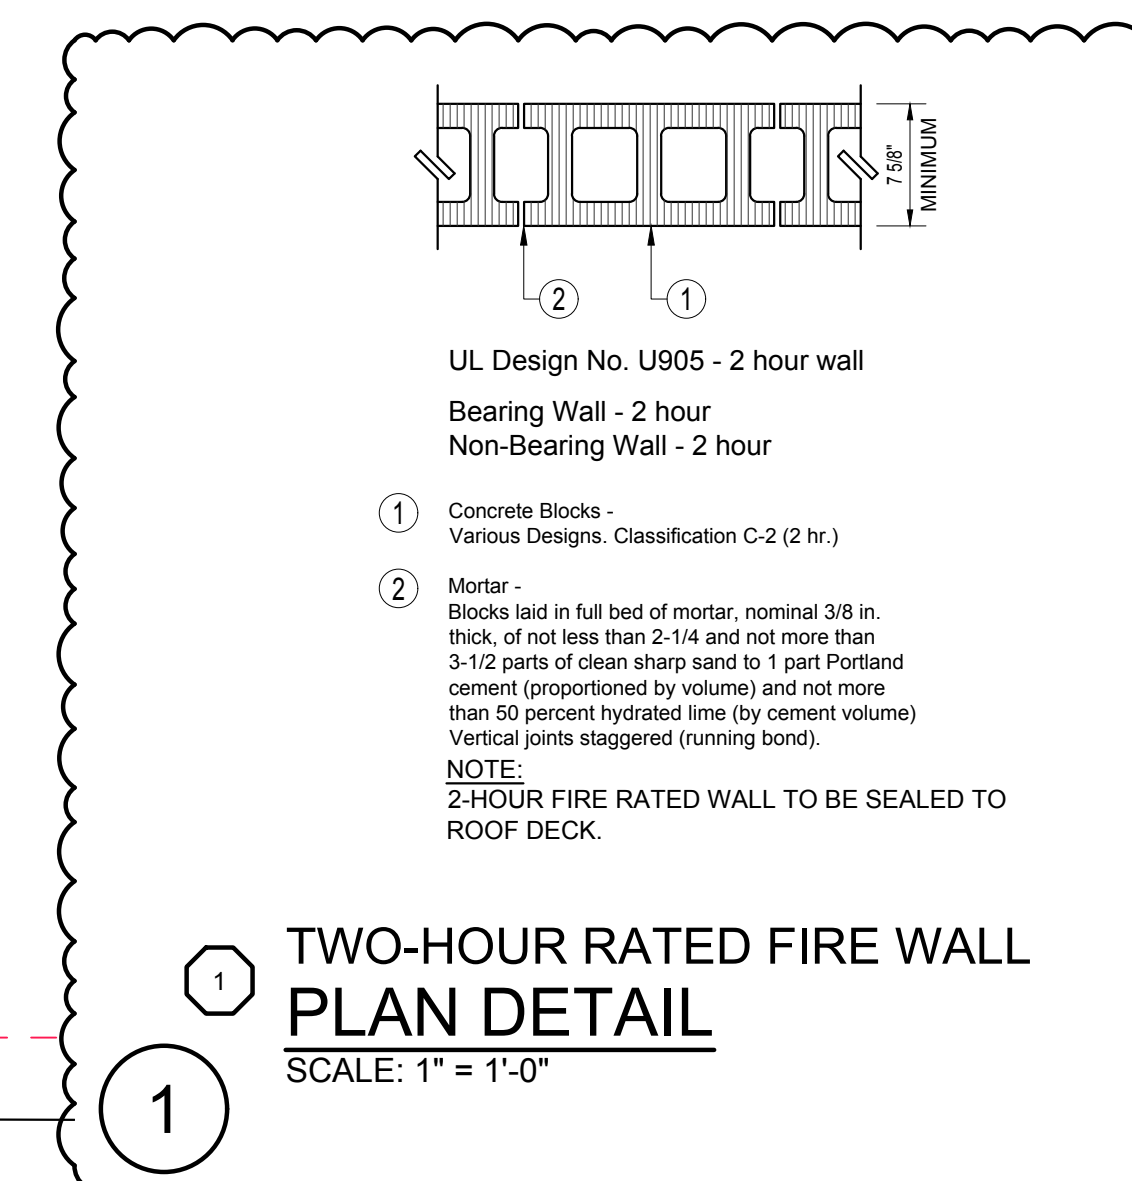 7 5/8"
MINIMUM
2
1
UL Design No. U905 - 2 hour wall
Bearing Wall - 2 hour
Non-Bearing Wall - 2 hour
1
Concrete Blocks -
Various Designs. Classification C-2 (2 hr.)
2
Mortar -
Blocks laid in full bed of mortar, nominal 3/8 in.
thick, of not less than 2-1/4 and not more than
3-1/2 parts of clean sharp sand to 1 part Portland
cement (proportioned by volume) and not more
than 50 percent hydrated lime (by cement volume)
Vertical joints staggered (running bond).
NOTE:
2-HOUR FIRE RATED WALL TO BE SEALED TO
ROOF DECK.
1
TWO-HOUR RATED FIRE WALL
PLAN DETAIL
SCALE: 1" = 1'-0"
1